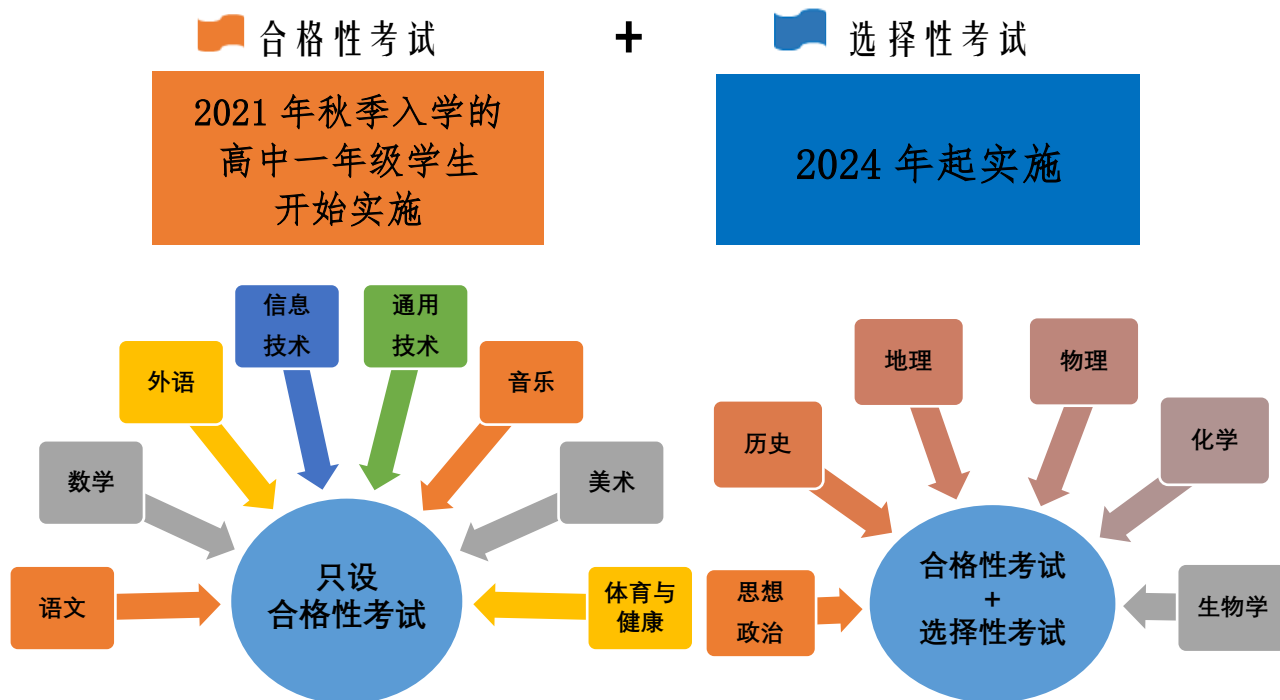 合格性考试
+
选择性考试
2021年秋季入学的
高中一年级学生
开始实施
2024年起实施
语文
数学
外语
信息
技术
通用
技术
音乐
美术
体育与
健康
只设
合格性考试
思想
政治
历史
地理
物理
化学
生物学
合格性考试
+
选择性考试